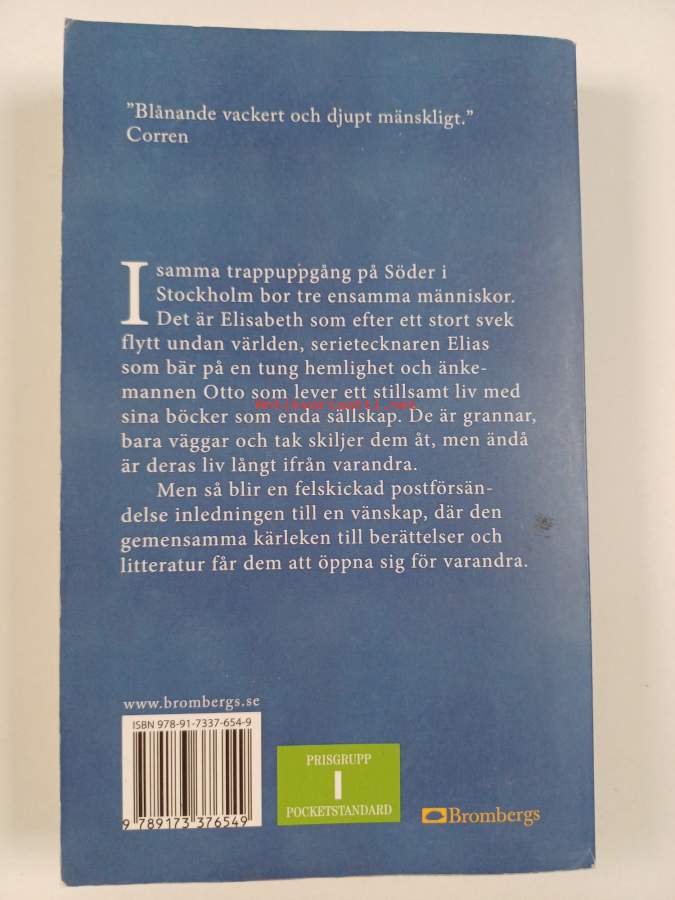 ”Blånande vackert och djupt mänskligt.”
Corren
I samma trappuppgång på Söder i
Stockholm bor tre ensamma människor.
Det är Elisabeth som efter ett stort svek
flytt undan världen, serietecknaren Elias
som bär på en tung hemlighet och änke-
mannen Otto som lever ett stillsamt liv med
antikvariaatti.net
sina böcker som enda sällskap. De är grannar,
bara väggar och tak skiljer dem åt, men ändå
är deras liv långt ifrån varandra.
Men så blir en felskickad postförsän-
delse inledningen till en vänskap, där den
gemensamma kärleken till berättelser och
litteratur får dem att öppna sig för varandra.
www.brombergs.se
ISBN 978-91-7337-654-9
9 789173 376549
PRISGRUPP
I
POCKETSTANDARD
Brombergs